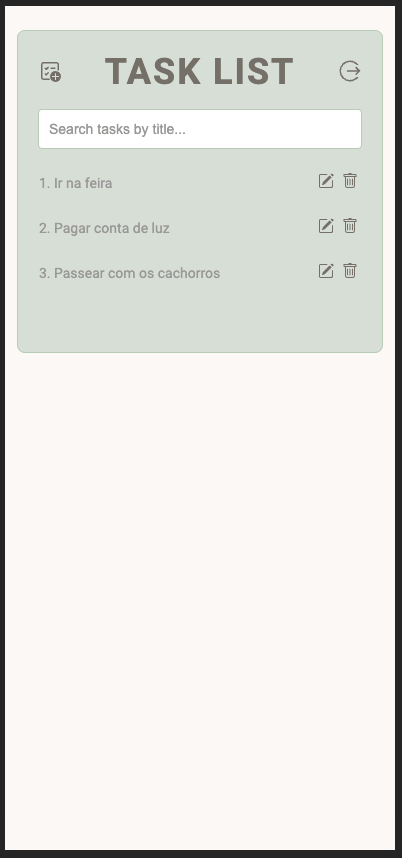 TASK LIST
Search tasks by title...
1. Ir na feira
2. Pagar conta de luz
3. Passear com os cachorros